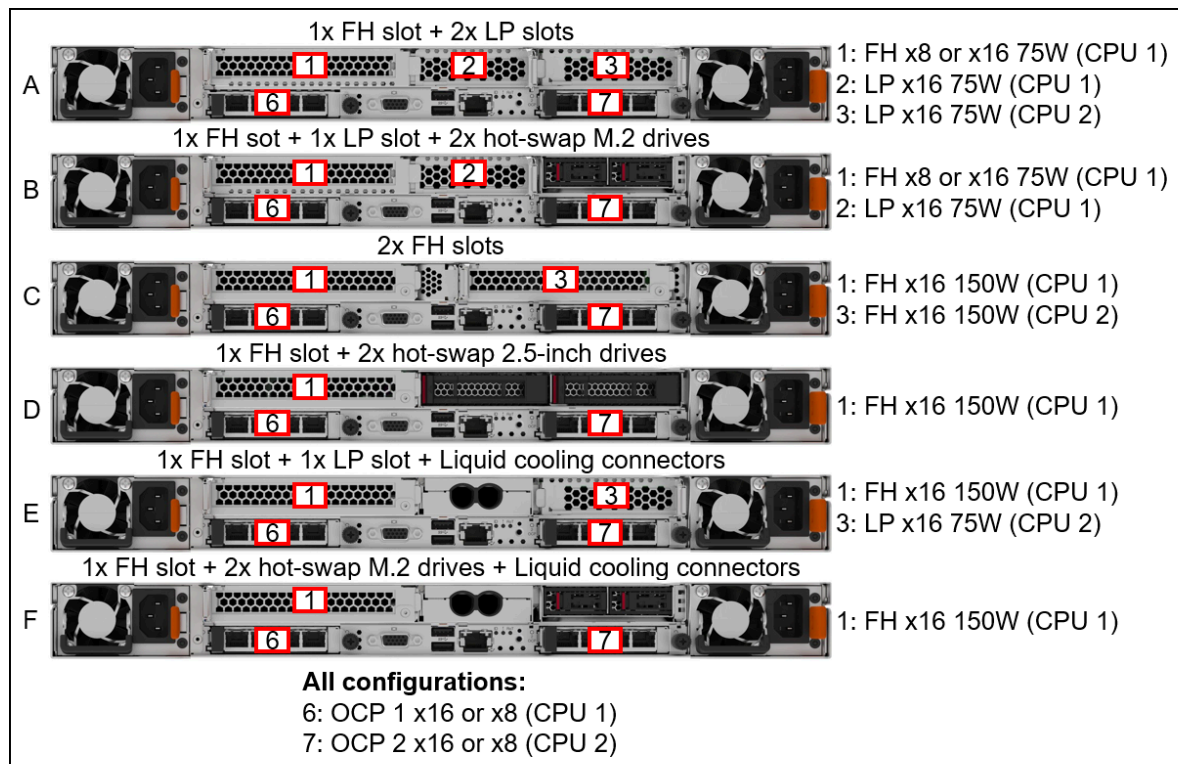 1x FH slot + 2x LP slots
A
1
2
3
6
7
1: FH x8 or x16 75W (CPU 1)
2: LP x16 75W (CPU 1)
3: LP x16 75W (CPU 2)
1x FH sot + 1x LP slot + 2x hot-swap M.2 drives
B
1
2
6
7
1: FH x8 or x16 75W (CPU 1)
2: LP x16 75W (CPU 1)
2x FH slots
C
1
3
6
7
1: FH x16 150W (CPU 1)
3: FH x16 150W (CPU 2)
1x FH slot + 2x hot-swap 2.5-inch drives
D
1
6
7
1: FH x16 150W (CPU 1)
1x FH slot + 1x LP slot + Liquid cooling connectors
E
1
3
6
7
1: FH x16 150W (CPU 1)
3: LP x16 75W (CPU 2)
1x FH slot + 2x hot-swap M.2 drives + Liquid cooling connectors
F
1
6
7
1: FH x16 150W (CPU 1)
All configurations:
6: OCP 1 x16 or x8 (CPU 1)
7: OCP 2 x16 or x8 (CPU 2)